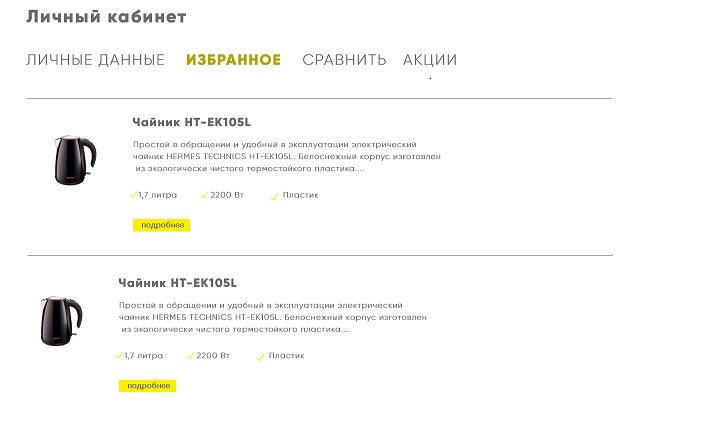 Личный кабинет
ЛИЧНЫЕ ДАННЫЕ ИЗБРАННОЕ СРАВНИТЬ АКЦИИ
Чайник HT-EK105L
Простой в обращении и удобный в эксплуатации электрический
чайник HERMES TECHNICS HT-EK105L. Белоснежный корпус изготовлен
из экологически чистого термостойкого пластика....
1,7 литра 2200 Вт Пластик
подробнее
Чайник HT-EK105L
Простой в обращении и удобный в эксплуатации электрический
чайник HERMES TECHNICS HT-EK105L. Белоснежный корпус изготовлен
из экологически чистого термостойкого пластика....
1,7 литра 2200 Вт Пластик
подробнее